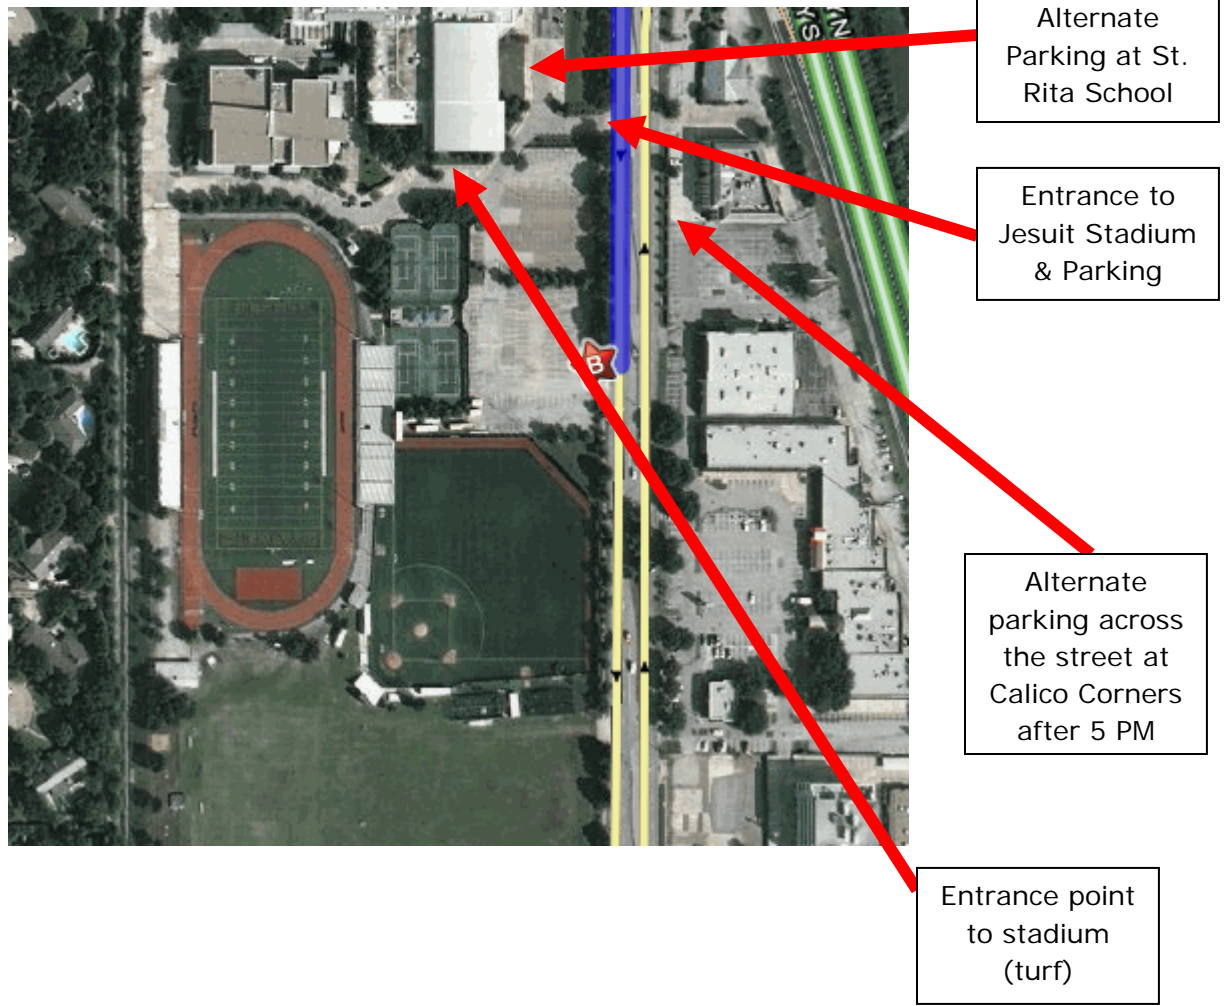 Alternate
Parking at St.
Rita School
Entrance to
Jesuit Stadium
& Parking
B
Alternate
parking across
the street at
Calico Corners
after 5 PM
Entrance point
to stadium
(turf)